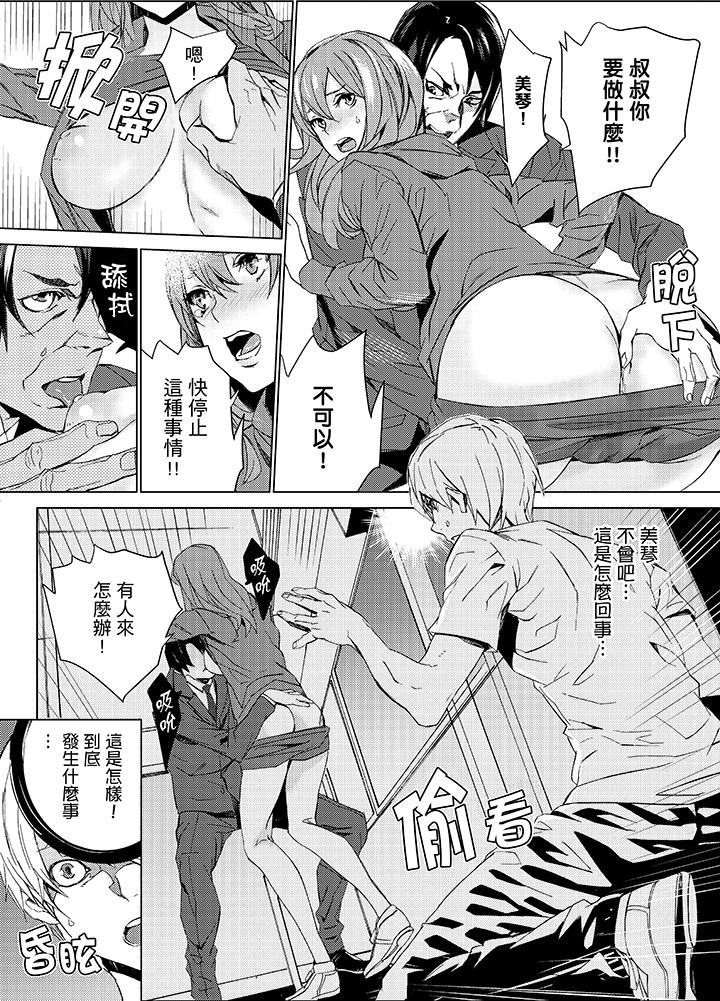 叔叔你
要做什麼!!
美琴!
脫下
不可以!
嗯!
掀開
快停止
這種事情!!
舔拭
美琴
不會吧…
這是怎麼回事…
偷看
吸吮
有人來
怎麼辦!
吸吮
這是怎樣!
到底
發生什麼事
…
昏眩